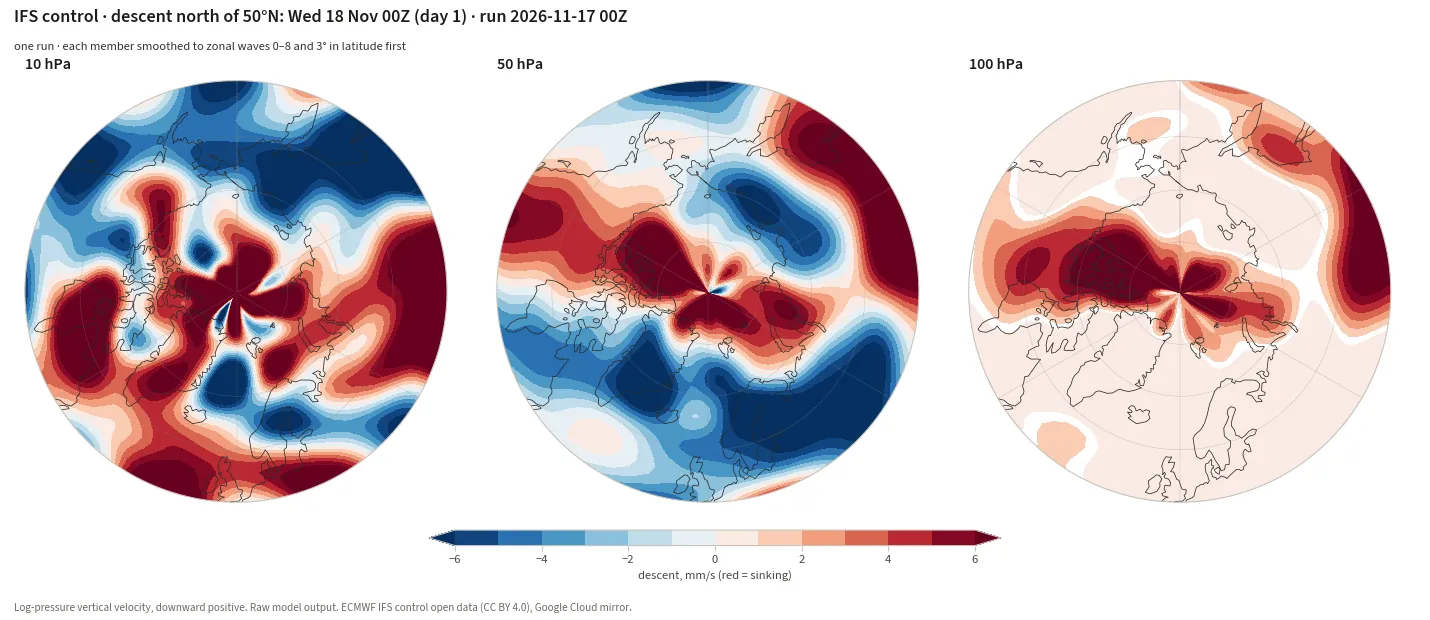 IFS control · descent north of 50°N: Wed 18 Nov 00Z (day 1) · run 2026-11-17 00Z
one run · each member smoothed to zonal waves 0–8 and 3° in latitude first
10 hPa
50 hPa
100 hPa
−6 −4 −2 0 2 4 6
descent, mm/s (red = sinking)
Log-pressure vertical velocity, downward positive. Raw model output. ECMWF IFS control open data (CC BY 4.0), Google Cloud mirror.